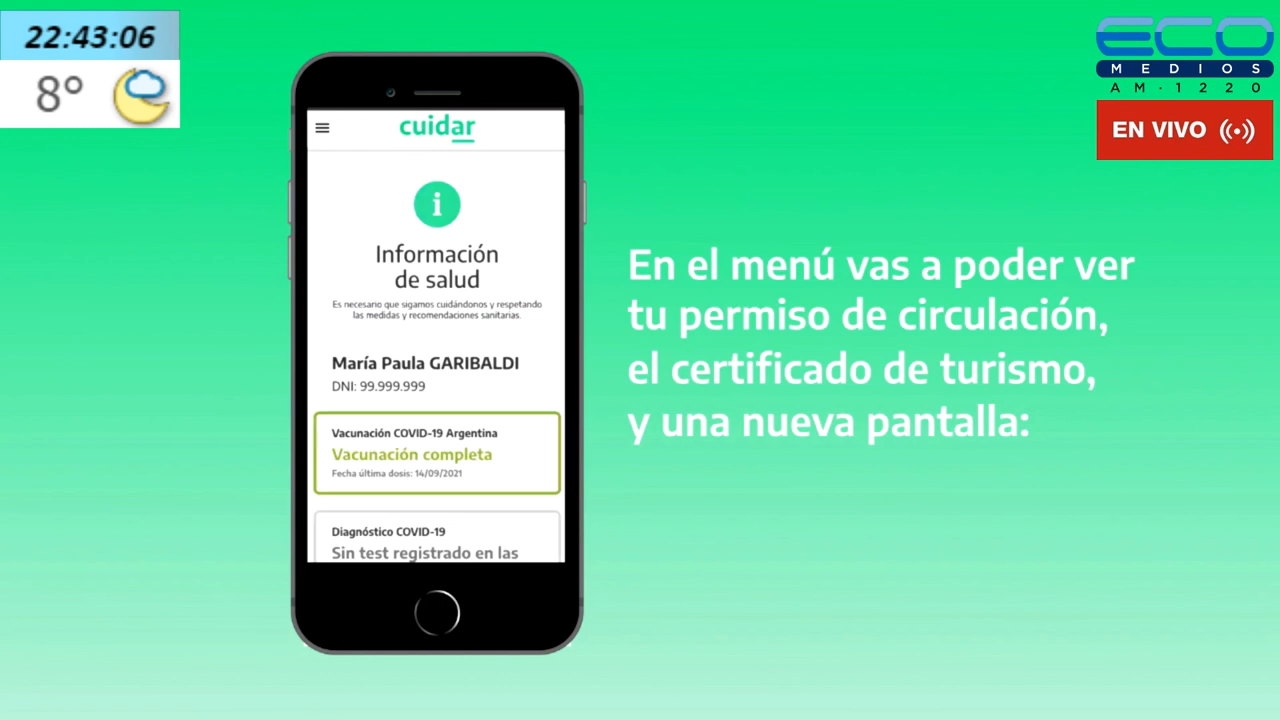 22:43:06
8°
ECO
MEDIOS
AM·1220
EN VIVO
cuidar
i
Información
de salud
Es necesario que sigamos cuidándonos y respetando
las medidas y recomendaciones sanitarias.
María Paula GARIBALDI
DNI: 99.999.999
Vacunación COVID-19 Argentina
Vacunación completa
Fecha última dosis: 14/09/2021
Diagnóstico COVID-19
Sin test registrado en las
En el menú vas a poder ver
tu permiso de circulación,
el certificado de turismo,
y una nueva pantalla: